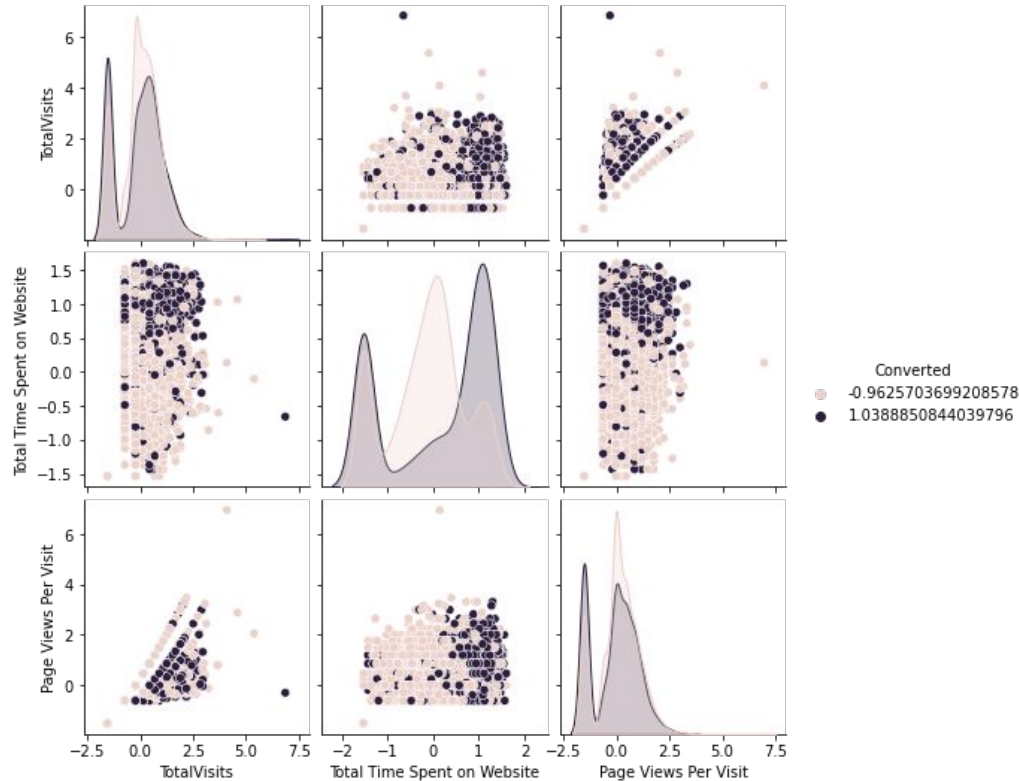 6
4
2
0
TotalVisits
1.5
1.0
0.5
0.0
−0.5
−1.0
−1.5
Total Time Spent on Website
Converted
-0.9625703699208578
1.0388850844039796
6
4
2
0
Page Views Per Visit
−2.5 0.0 2.5 5.0 7.5
TotalVisits
−2 −1 0 1 2
Total Time Spent on Website
−2.5 0.0 2.5 5.0 7.5
Page Views Per Visit